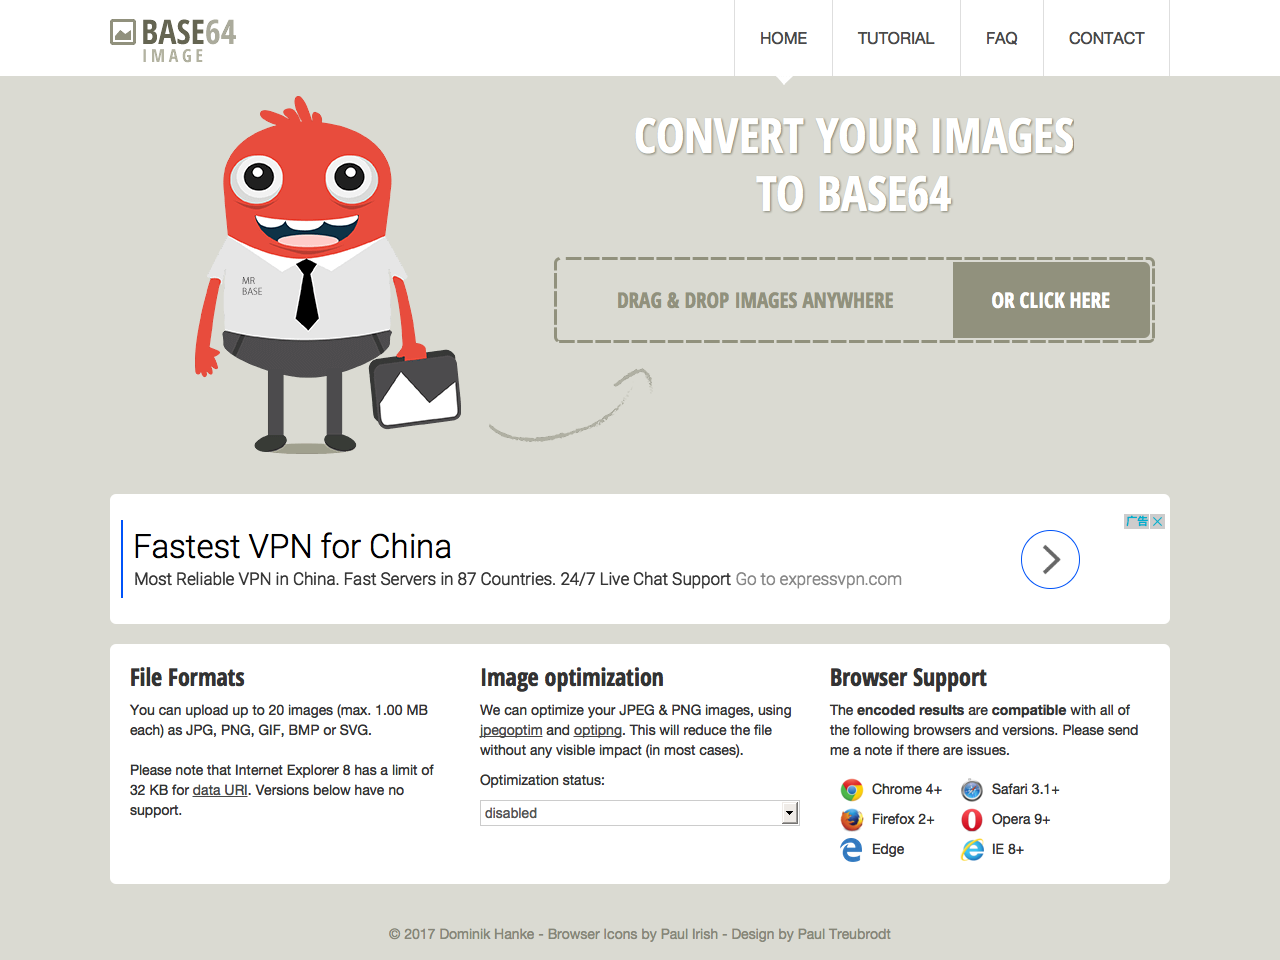 BASE64
IMAGE
HOME
TUTORIAL
FAQ
CONTACT
CONVERT YOUR IMAGES
TO BASE64
MR
BASE
DRAG & DROP IMAGES ANYWHERE
OR CLICK HERE
广告
Fastest VPN for China
Most Reliable VPN in China. Fast Servers in 87 Countries. 24/7 Live Chat Support Go to expressvpn.com
File Formats
You can upload up to 20 images (max. 1.00 MB
each) as JPG, PNG, GIF, BMP or SVG.
Please note that Internet Explorer 8 has a limit of
32 KB for data URI. Versions below have no
support.
Image optimization
We can optimize your JPEG & PNG images, using
jpegoptim and optipng. This will reduce the file
without any visible impact (in most cases).
Optimization status:
disabled
Browser Support
The encoded results are compatible with all of
the following browsers and versions. Please send
me a note if there are issues.
Chrome 4+
Safari 3.1+
Firefox 2+
Opera 9+
Edge
IE 8+
© 2017 Dominik Hanke - Browser Icons by Paul Irish - Design by Paul Treubrodt